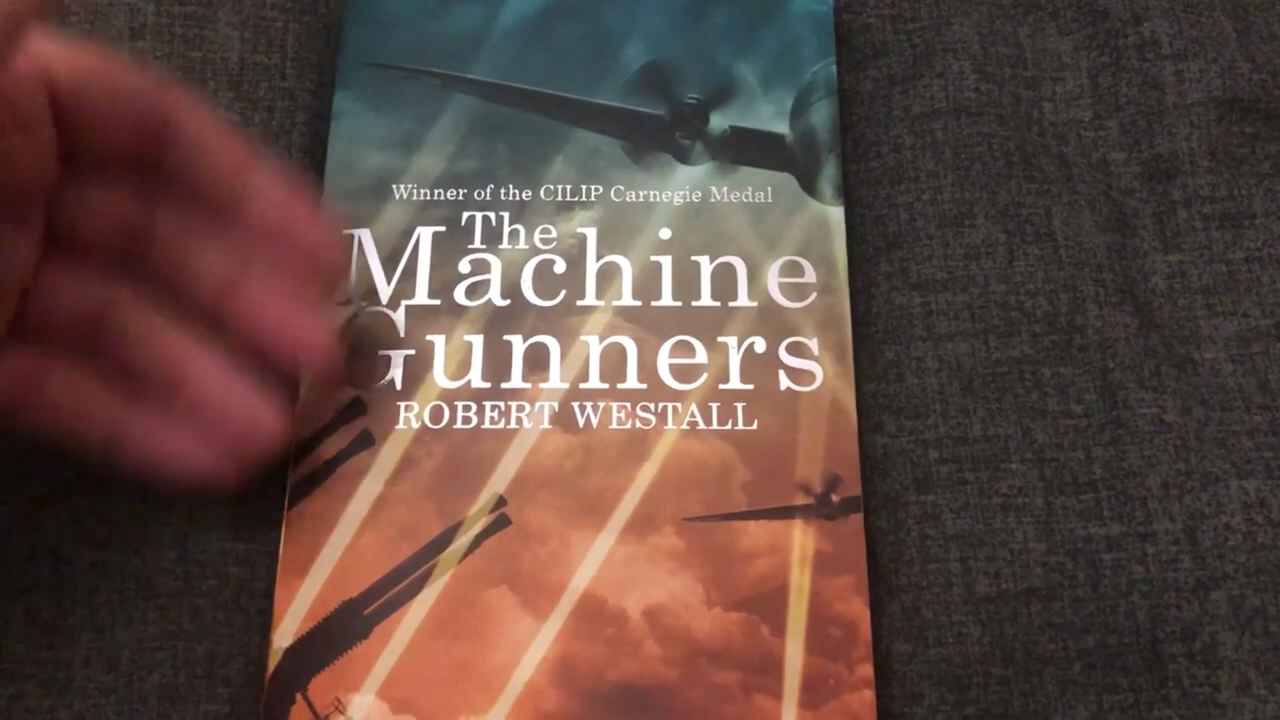 Winner of the CILIP Carnegie Medal
The
Machine
Gunners
ROBERT WESTALL